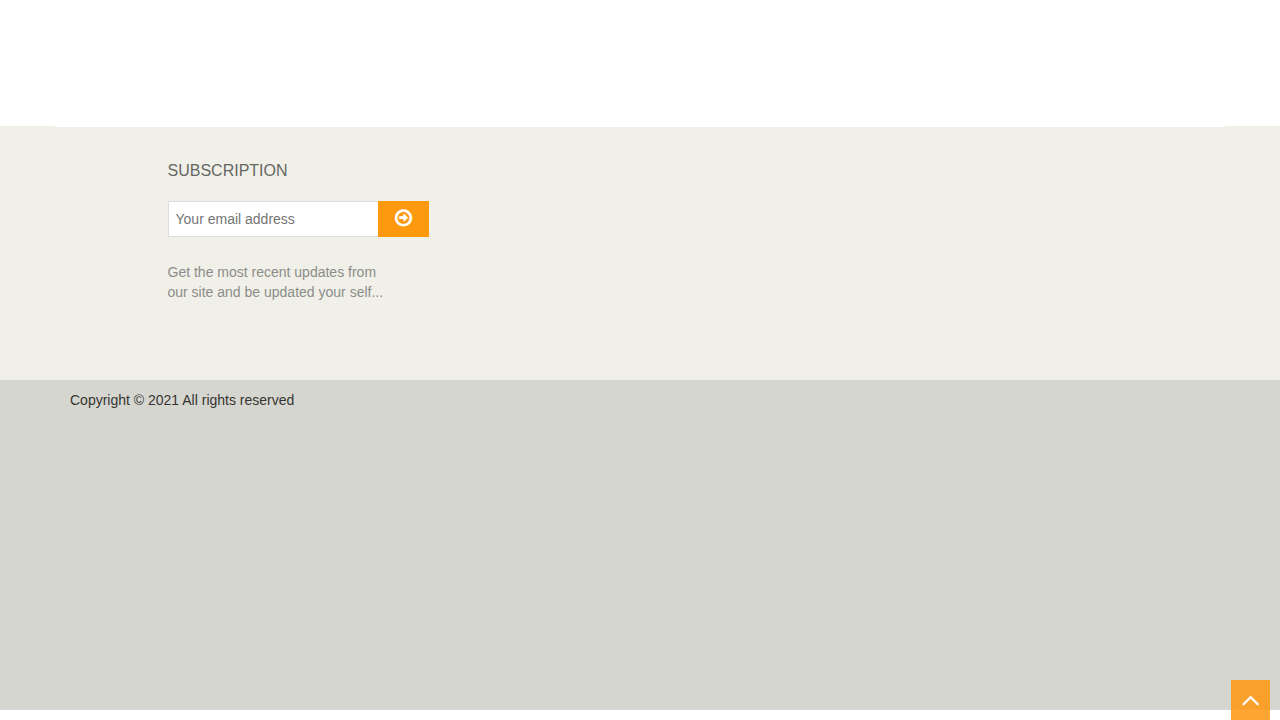 SUBSCRIPTION
Your email address
Get the most recent updates from
our site and be updated your self...
Copyright © 2021 All rights reserved